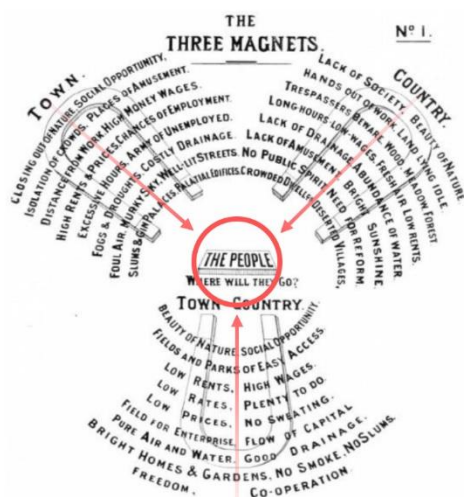 THE
THREE MAGNETS.
Nº 1.
TOWN.
CLOSING OUT OF NATURE. SOCIAL OPPORTUNITY.
ISOLATION OF CROWDS. PLACES OF AMUSEMENT.
DISTANCE FROM WORK. HIGH MONEY WAGES.
HIGH RENTS & PRICES. CHANCES OF EMPLOYMENT.
EXCESSIVE HOURS. ARMY OF UNEMPLOYED.
FOGS & DROUGHTS. COSTLY DRAINAGE.
FOUL AIR. MURKY SKY. WELL-LIT STREETS.
SLUMS & GIN PALACES. PALATIAL EDIFICES.
COUNTRY.
LACK OF SOCIETY. BEAUTY OF NATURE.
HANDS OUT OF WORK. LAND LYING IDLE.
TRESPASSERS BEWARE. WOOD, MEADOW, FOREST.
LONG HOURS-LOW WAGES. FRESH AIR. LOW RENTS.
LACK OF DRAINAGE. ABUNDANCE OF WATER.
LACK OF AMUSEMENT. BRIGHT SUNSHINE.
NO PUBLIC SPIRIT. NEED FOR REFORM.
CROWDED DWELLINGS. DESERTED VILLAGES,
THE PEOPLE
WHERE WILL THEY GO?
TOWN-COUNTRY.
BEAUTY OF NATURE. SOCIAL OPPORTUNITY.
FIELDS AND PARKS OF EASY ACCESS.
LOW RENTS, HIGH WAGES.
LOW RATES, PLENTY TO DO.
LOW PRICES, NO SWEATING.
FIELD FOR ENTERPRISE, FLOW OF CAPITAL
PURE AIR AND WATER, GOOD DRAINAGE,
BRIGHT HOMES & GARDENS, NO SMOKE, NO SLUMS.
FREEDOM. CO-OPERATION.